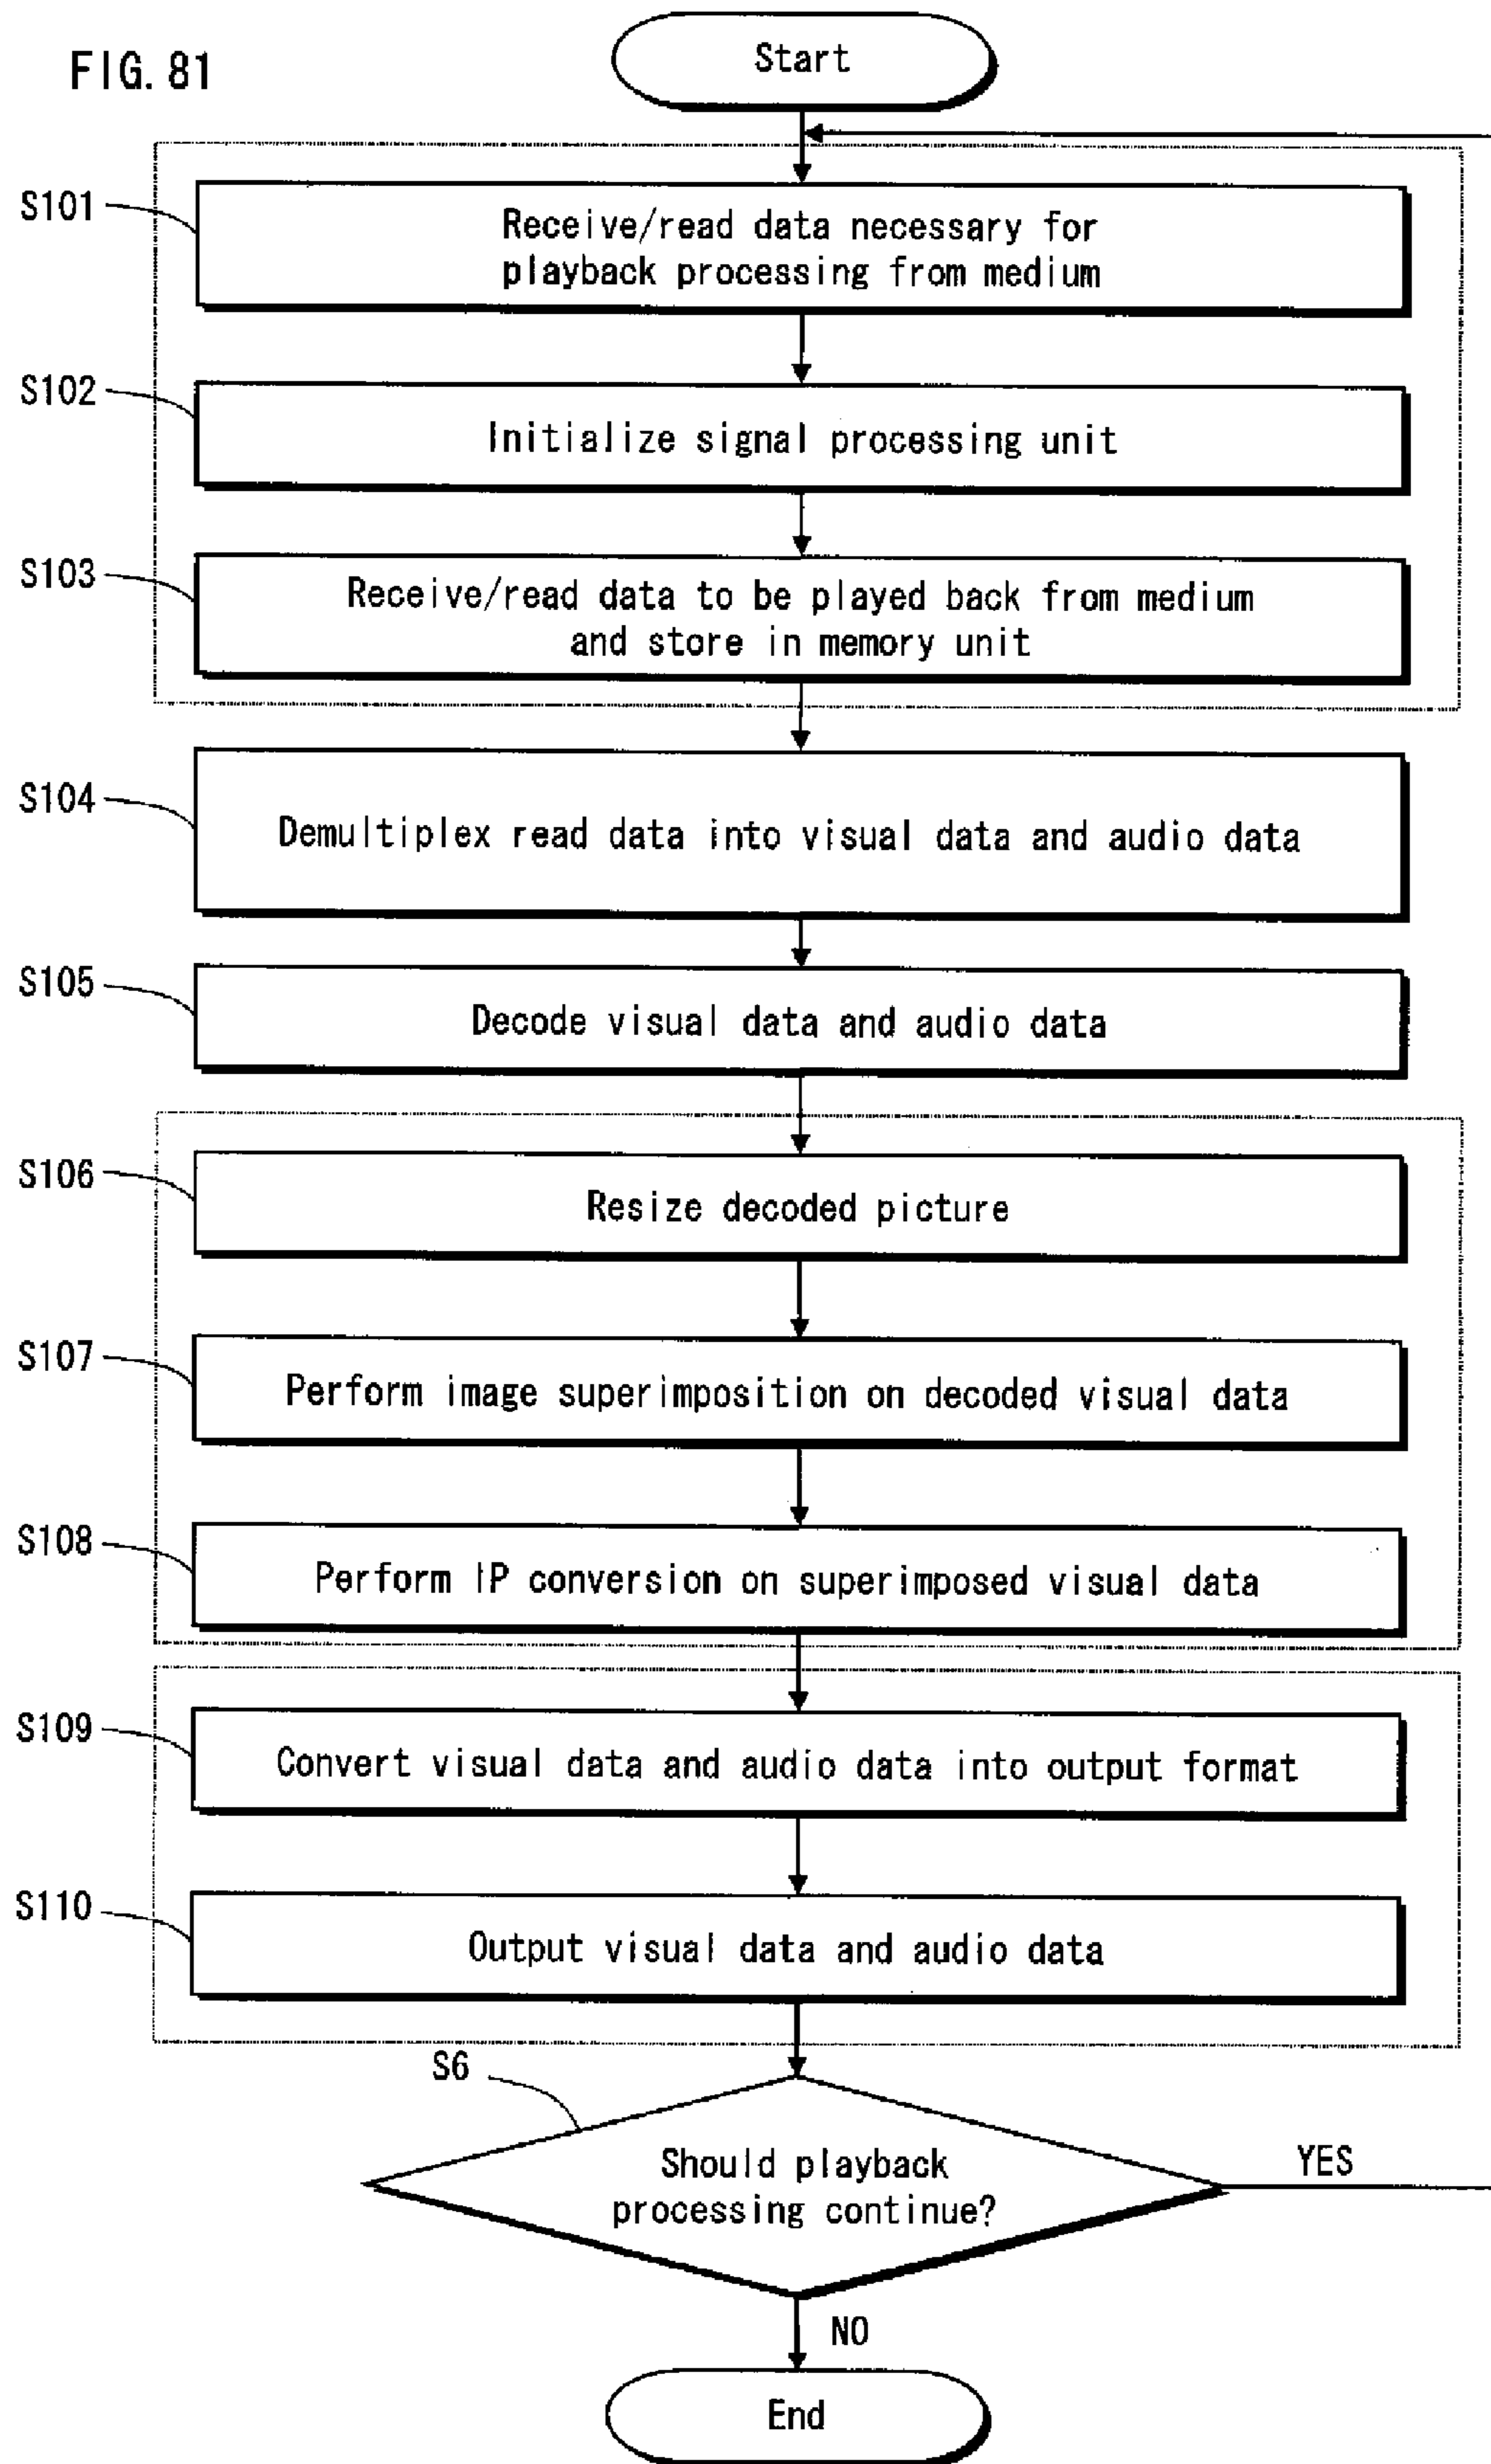 FIG. 81
Start
S101
Receive/read data necessary for
playback processing from medium
S102
Initialize signal processing unit
S103
Receive/read data to be played back from medium
and store in memory unit
S104
Demultiplex read data into visual data and audio data
S105
Decode visual data and audio data
S106
Resize decoded picture
S107
Perform image superimposition on decoded visual data
S108
Perform IP conversion on superimposed visual data
S109
Convert visual data and audio data into output format
S110
Output visual data and audio data
S6
Should playback
processing continue?
YES
NO
End